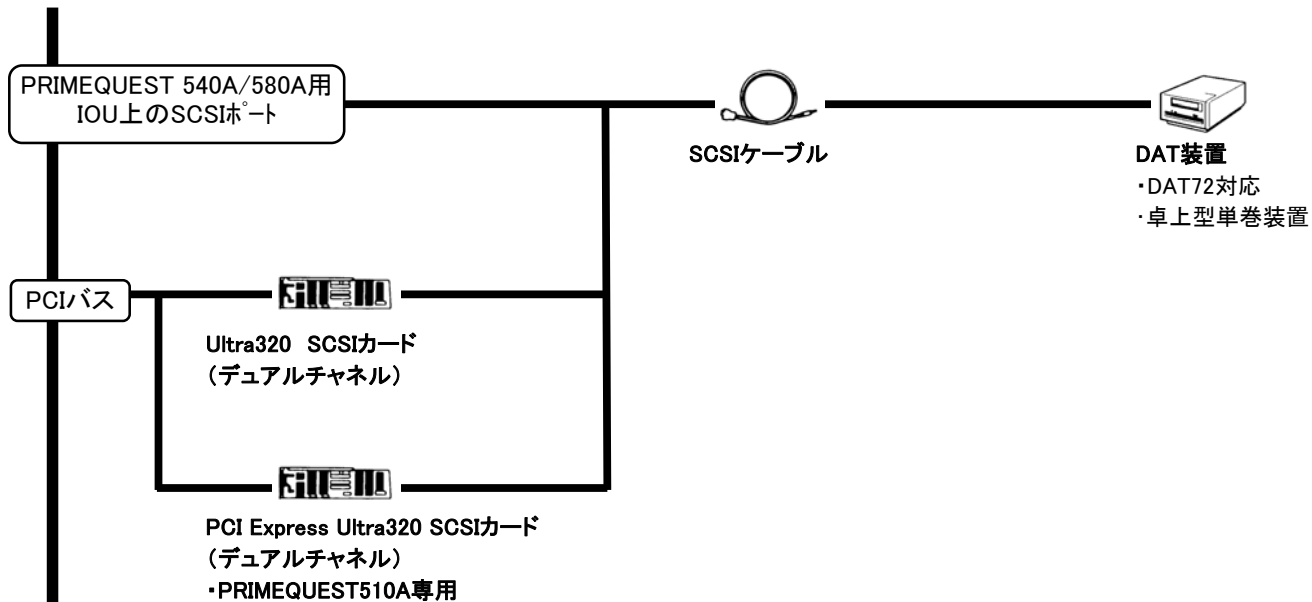 PRIMEQUEST 540A/580A用
IOU上のSCSIﾎﾟｰﾄ
SCSIケーブル
DAT装置
・DAT72対応
・卓上型単巻装置
PCIバス
Ultra320　SCSIカード
（デュアルチャネル）
PCI Express Ultra320 SCSIカード
（デュアルチャネル）
・PRIMEQUEST510A専用